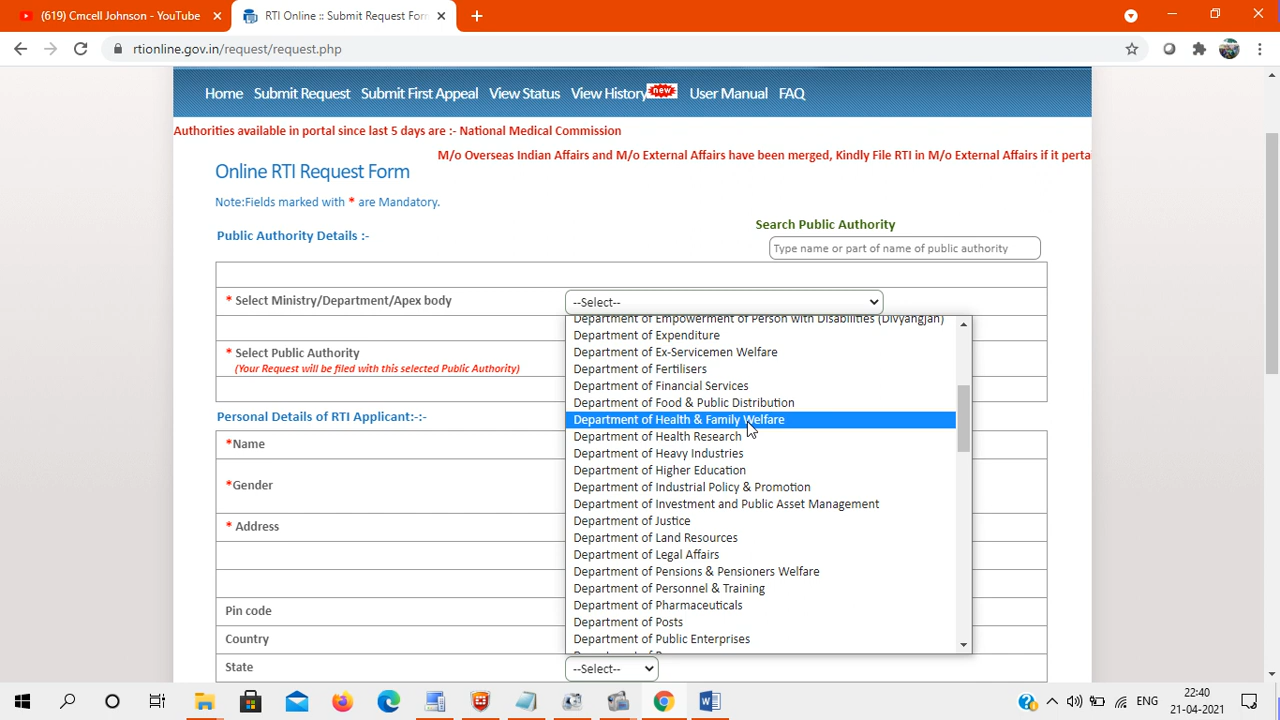 (619) Cmcell Johnson - YouTube
RTI Online :: Submit Request Form
rtionline.gov.in/request/request.php
Home Submit Request Submit First Appeal View Status View History new User Manual FAQ
Authorities available in portal since last 5 days are :- National Medical Commission
M/o Overseas Indian Affairs and M/o External Affairs have been merged, Kindly File RTI in M/o External Affairs if it perta
Online RTI Request Form
Note:Fields marked with * are Mandatory.
Search Public Authority
Public Authority Details :-
Type name or part of name of public authority
* Select Ministry/Department/Apex body
--Select--
Department of Empowerment of Person with Disabilities (Divyangjan)
Department of Expenditure
Department of Ex-Servicemen Welfare
* Select Public Authority
(Your Request will be filed with this selected Public Authority)
Department of Fertilisers
Department of Financial Services
Department of Food & Public Distribution
Personal Details of RTI Applicant:-:-
Department of Health & Family Welfare
Department of Health Research
*Name
Department of Heavy Industries
Department of Higher Education
*Gender
Department of Industrial Policy & Promotion
Department of Investment and Public Asset Management
Department of Justice
* Address
Department of Land Resources
Department of Legal Affairs
Department of Pensions & Pensioners Welfare
Department of Personnel & Training
Department of Pharmaceuticals
Pin code
Department of Posts
Department of Public Enterprises
Country
State
--Select--
ENG
22:40
21-04-2021